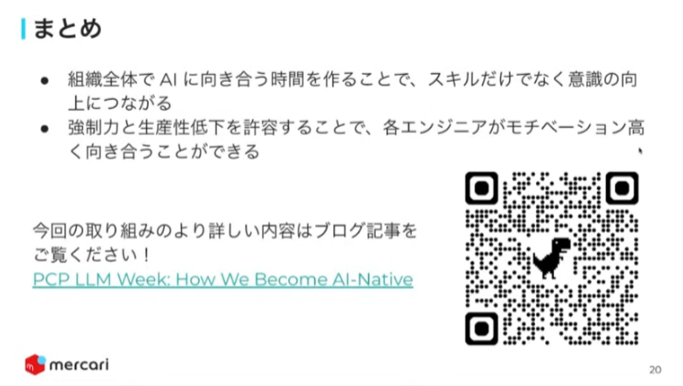 まとめ
● 組織全体で AI に向き合う時間を作ることで、スキルだけでなく意識の向
上につながる
● 強制力と生産性低下を許容することで、各エンジニアがモチベーション高
く向き合うことができる
今回の取り組みのより詳しい内容はブログ記事を
ご覧ください！
PCP LLM Week: How We Become AI-Native
mercari
20